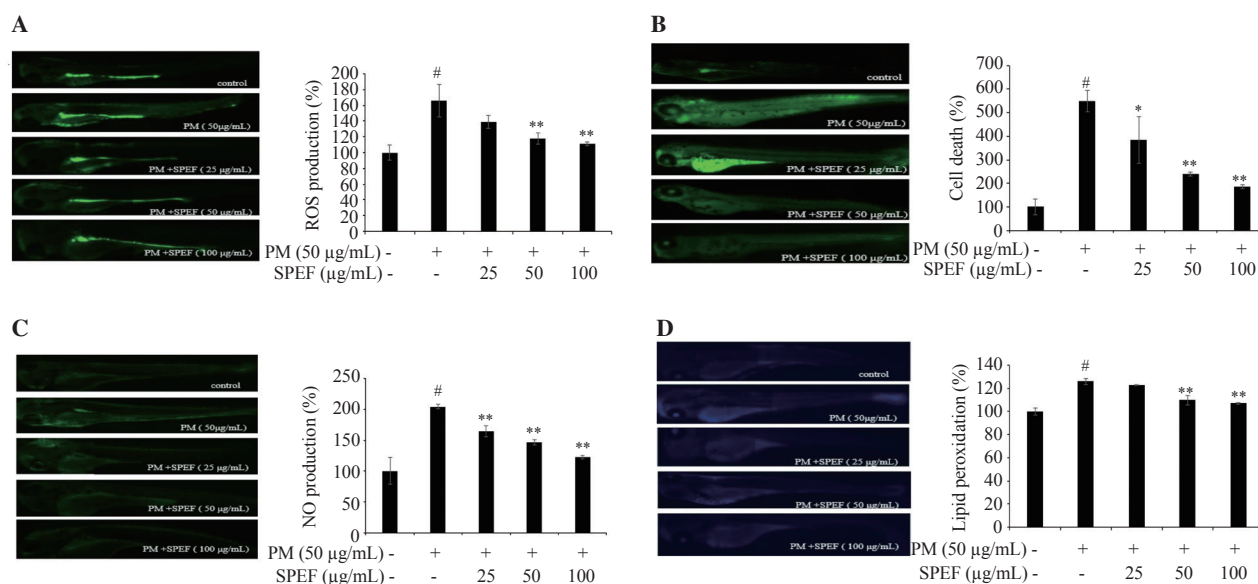 A
control
PM ( 50µg/mL)
PM +SPEF ( 25 µg/mL)
PM +SPEF ( 50 µg/mL)
PM +SPEF ( 100 µg/mL)
ROS production (%)
200
180
160
140
120
100
80
60
40
20
0
#
**
**
PM (50 µg/mL) - + + + +
SPEF (µg/mL) - - 25 50 100
B
control
PM ( 50µg/mL)
PM +SPEF ( 25 µg/mL)
PM +SPEF ( 50 µg/mL)
PM +SPEF ( 100 µg/mL)
Cell death (%)
700
600
500
400
300
200
100
0
#
*
**
**
PM (50 µg/mL) - + + + +
SPEF (µg/mL) - - 25 50 100
C
control
PM ( 50µg/mL)
PM +SPEF ( 25 µg/mL)
PM +SPEF ( 50 µg/mL)
PM +SPEF ( 100 µg/mL)
NO production (%)
250
200
150
100
50
0
#
**
**
**
PM (50 µg/mL) - + + + +
SPEF (µg/mL) - - 25 50 100
D
control
PM ( 50µg/mL)
PM +SPEF ( 25 µg/mL)
PM +SPEF ( 50 µg/mL)
PM +SPEF ( 100 µg/mL)
Lipid peroxidation (%)
140
120
100
80
60
40
20
0
#
**
**
PM (50 µg/mL) - + + + +
SPEF (µg/mL) - - 25 50 100